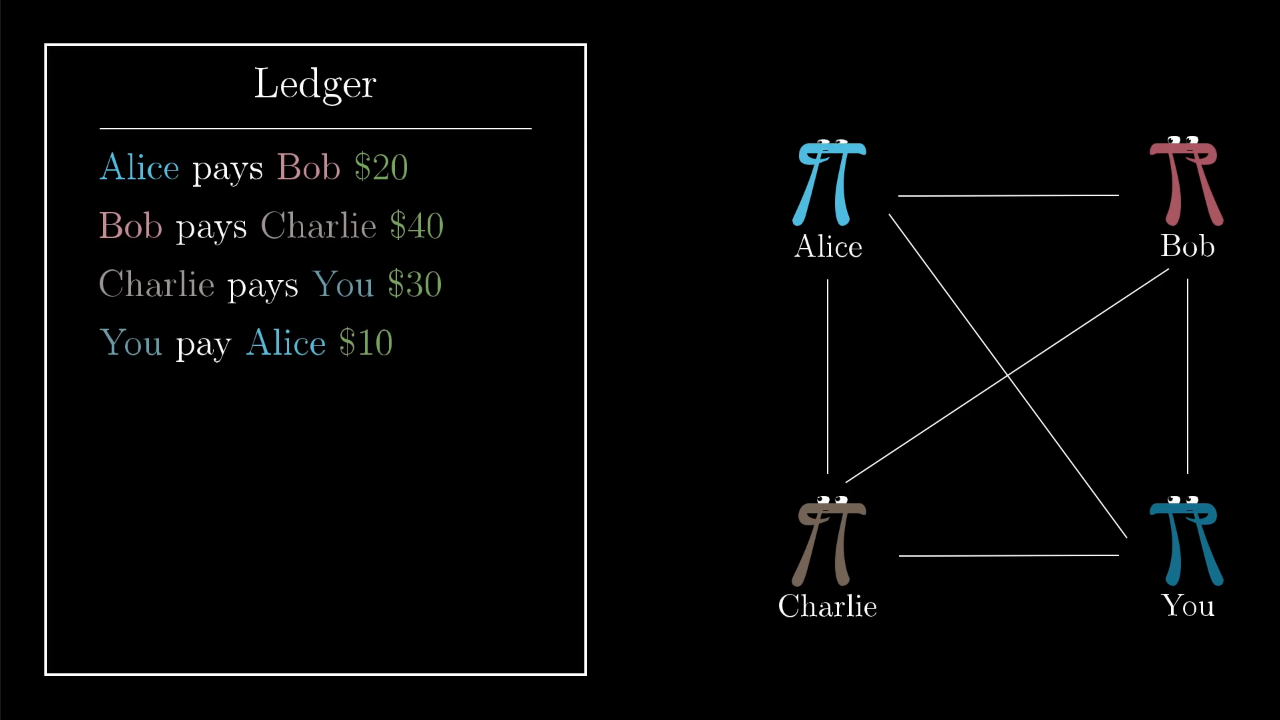 Ledger
Alice pays Bob $20
Bob pays Charlie $40
Charlie pays You $30
You pay Alice $10
Alice
Bob
Charlie
You